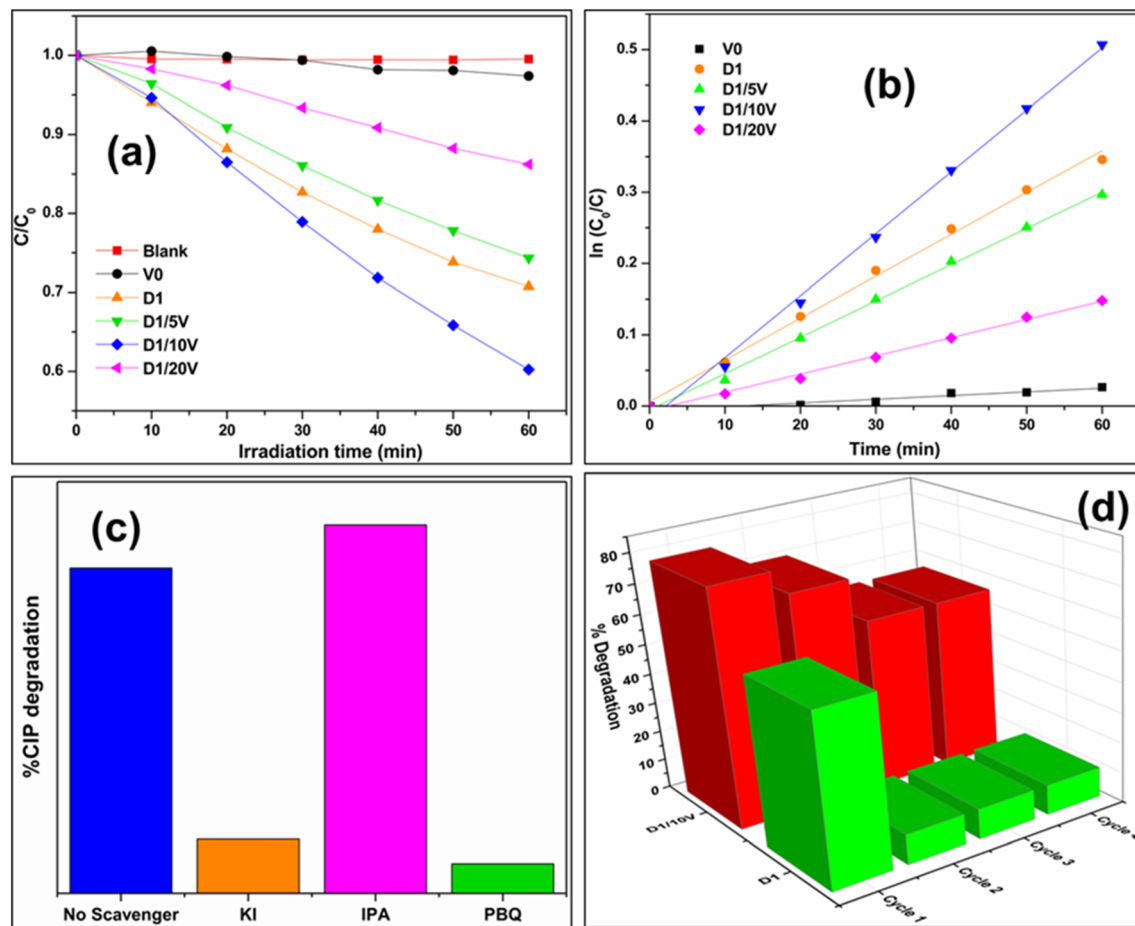 (a)
C/C0
1.0
0.9
0.8
0.7
0.6
Blank
V0
D1
D1/5V
D1/10V
D1/20V
0 10 20 30 40 50 60
Irradiation time (min)
(b)
ln (C0/C)
0.5
0.4
0.3
0.2
0.1
0.0
V0
D1
D1/5V
D1/10V
D1/20V
0 10 20 30 40 50 60
Time (min)
(c)
%CIP degradation
No Scavenger KI IPA PBQ
(d)
% Degradation
80
70
60
50
40
30
20
10
0
D1/10V
D1
Cycle 1
Cycle 2
Cycle 3